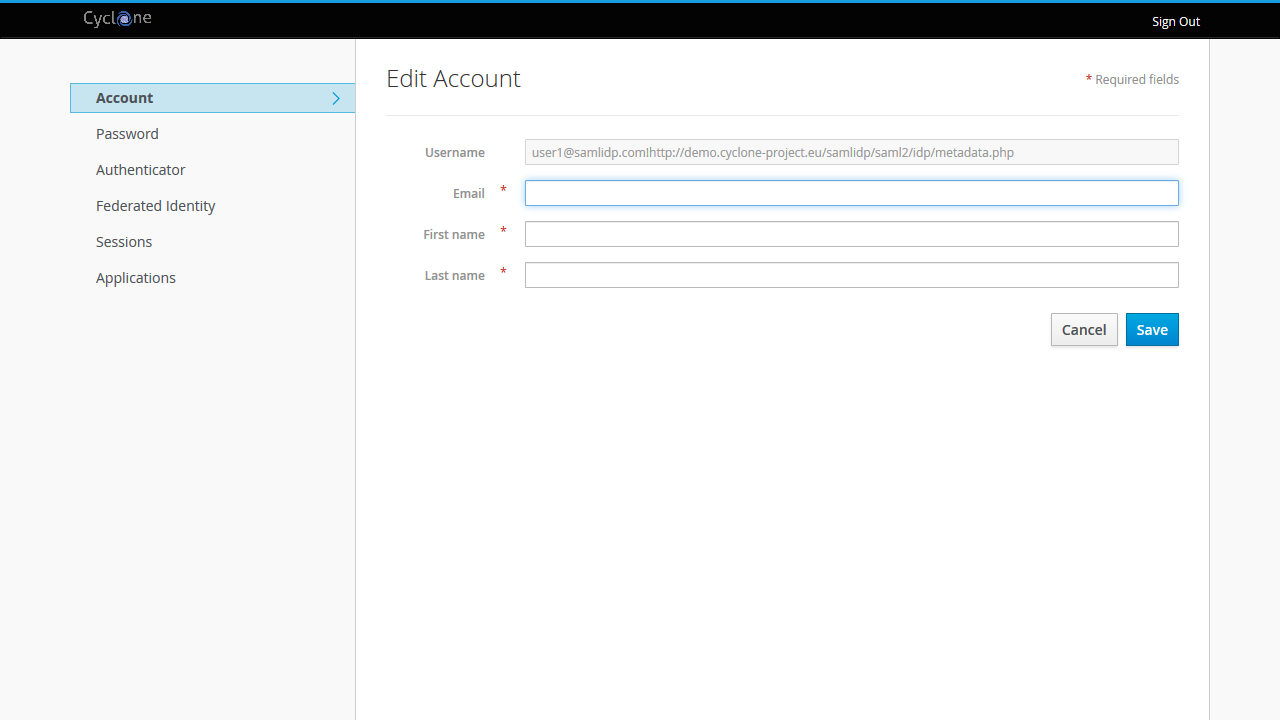 Cyclone
Sign Out
Account
Password
Authenticator
Federated Identity
Sessions
Applications
Edit Account
* Required fields
Username user1@samlidp.com!http://demo.cyclone-project.eu/samlidp/saml2/idp/metadata.php
Email *
First name *
Last name *
Cancel Save